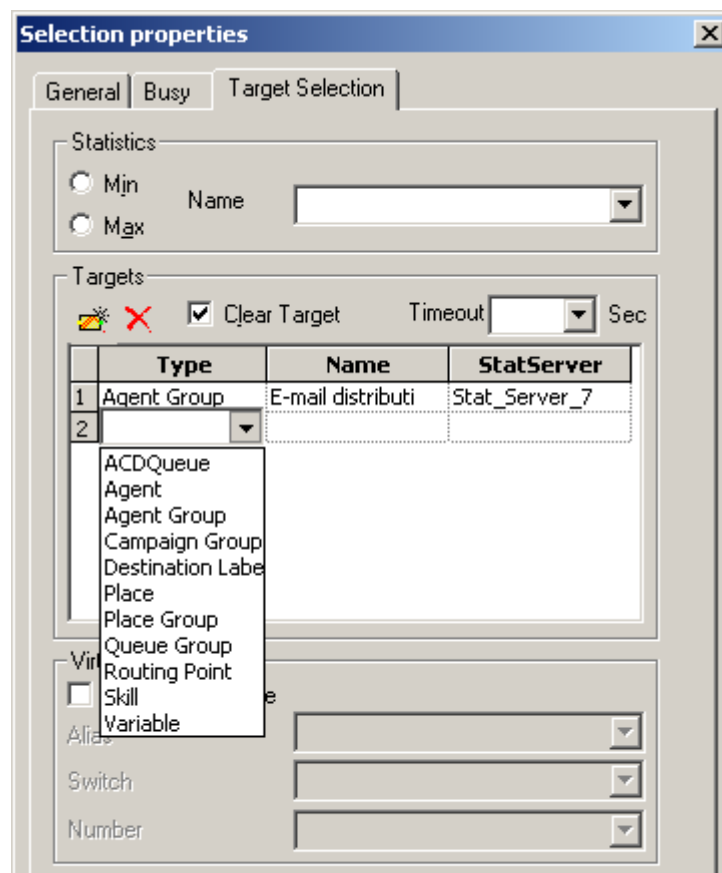 Selection properties
General Busy Target Selection
Statistics
Min
Name
Max
Targets
Clear Target Timeout Sec
Type Name StatServer
1 Agent Group E-mail distributi Stat_Server_7
2
ACDQueue
Agent
Agent Group
Campaign Group
Destination Labe
Place
Place Group
Queue Group
Routing Point
Skill
Variable
Alias
Switch
Number